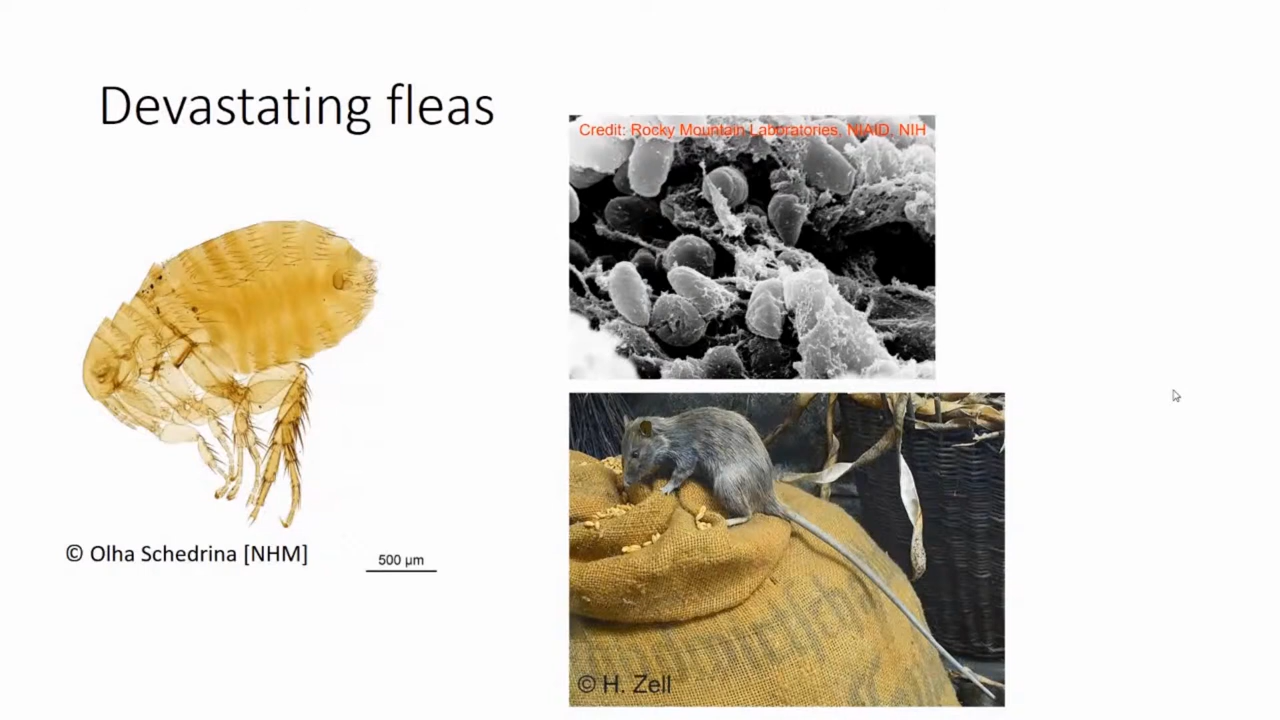 Devastating fleas
Credit: Rocky Mountain Laboratories, NIAID, NIH
© Olha Schedrina [NHM]
500 µm
© H. Zell